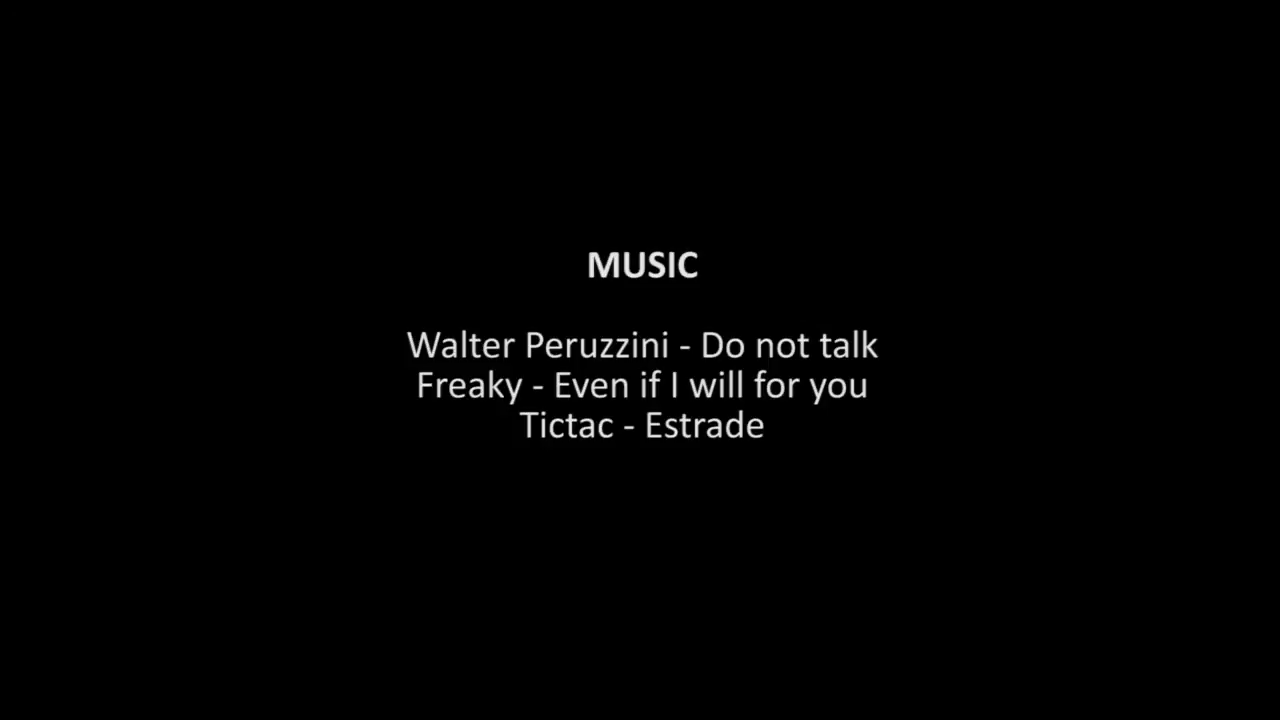 MUSIC
Walter Peruzzini - Do not talk
Freaky - Even if I will for you
Tictac - Estrade